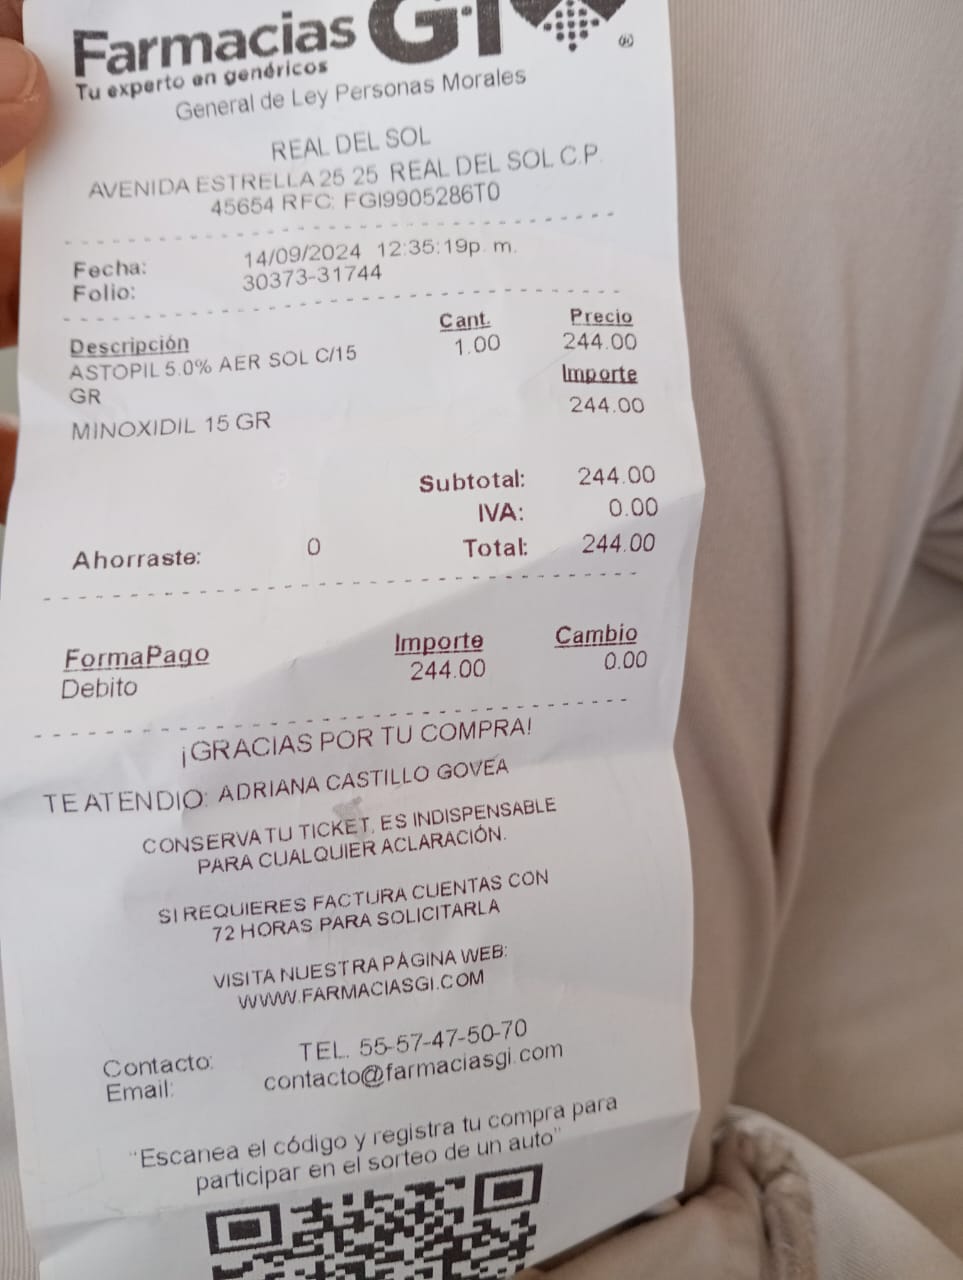 Farmacias GI
Tu experto en genéricos
General de Ley Personas Morales
REAL DEL SOL
AVENIDA ESTRELLA 25 25 REAL DEL SOL C.P.
45654 RFC: FGI9905286T0
Fecha: 14/09/2024 12:35:19p. m.
Folio: 30373-31744
Descripción Cant. Precio
ASTOPIL 5.0% AER SOL C/15 1.00 244.00
GR Importe
MINOXIDIL 15 GR 244.00
Subtotal: 244.00
IVA: 0.00
Ahorraste: 0 Total: 244.00
FormaPago Importe Cambio
Debito 244.00 0.00
¡GRACIAS POR TU COMPRA!
TE ATENDIO: ADRIANA CASTILLO GOVEA
CONSERVA TU TICKET, ES INDISPENSABLE
PARA CUALQUIER ACLARACIÓN.
SI REQUIERES FACTURA CUENTAS CON
72 HORAS PARA SOLICITARLA
VISITA NUESTRA PÁGINA WEB:
WWW.FARMACIASGI.COM
Contacto: TEL. 55-57-47-50-70
Email: contacto@farmaciasgi.com
"Escanea el código y registra tu compra para
participar en el sorteo de un auto"